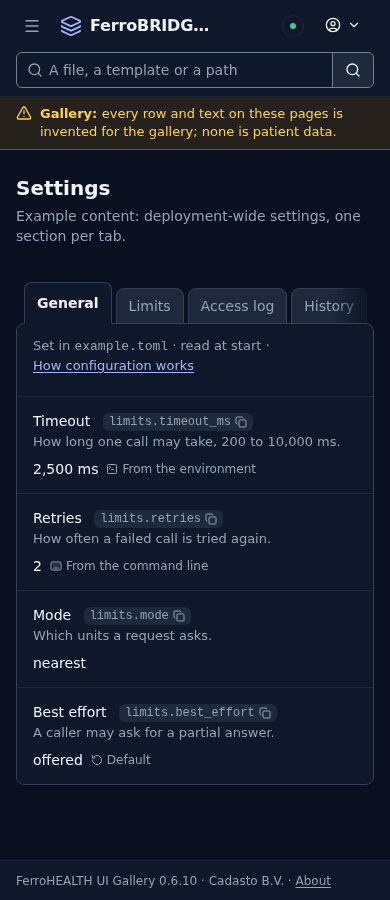 FerroBRIDG...
A file, a template or a path
Gallery: every row and text on these pages is
invented for the gallery; none is patient data.
Settings
Example content: deployment-wide settings, one
section per tab.
General Limits Access log History
Set in example.toml · read at start ·
How configuration works
Timeout limits.timeout_ms
How long one call may take, 200 to 10,000 ms.
2,500 ms From the environment
Retries limits.retries
How often a failed call is tried again.
2 From the command line
Mode limits.mode
Which units a request asks.
nearest
Best effort limits.best_effort
A caller may ask for a partial answer.
offered Default
FerroHEALTH UI Gallery 0.6.10 · Cadasto B.V. · About